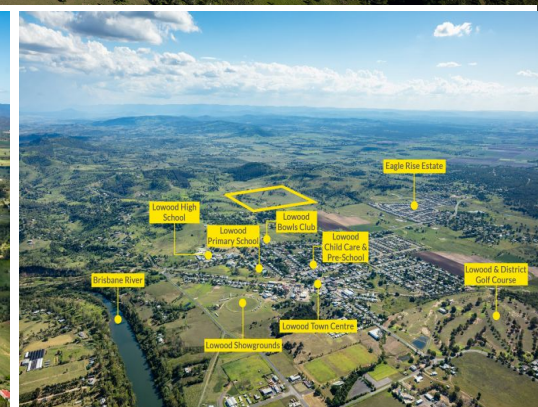 Eagle Rise Estate
Lowood High
School
Lowood
Primary School
Lowood
Bowls Club
Lowood
Child Care &
Pre-School
Brisbane River
Lowood & District
Golf Course
Lowood Town Centre
Lowood Showgrounds